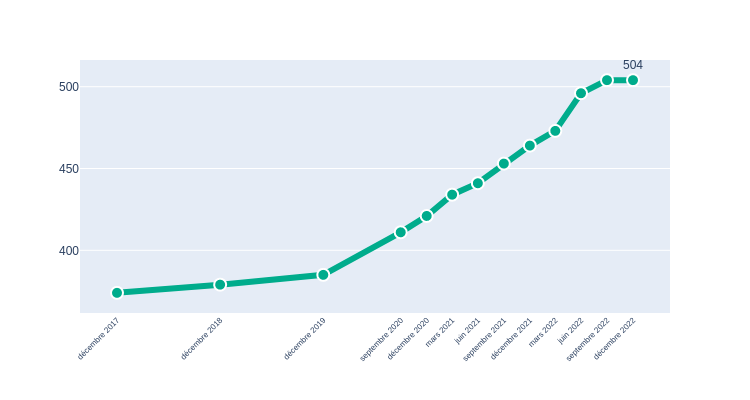 504
500
450
400
décembre 2017
décembre 2018
décembre 2019
septembre 2020
décembre 2020
mars 2021
juin 2021
septembre 2021
décembre 2021
mars 2022
juin 2022
septembre 2022
décembre 2022